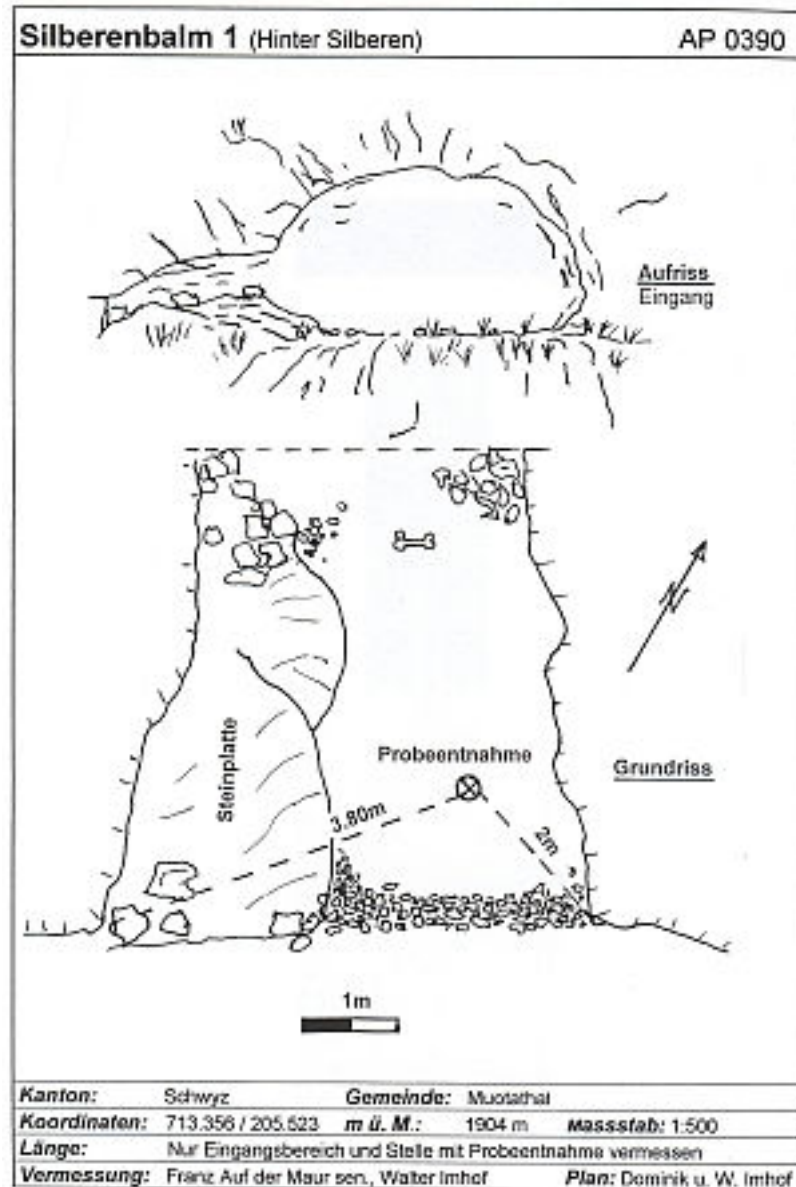 Silberenbalm 1 (Hinter Silberen) AP 0390
Aufriss
Eingang
N
Steinplatte
Probeentnahme
Grundriss
3.80m
2m
1m
Kanton: Schwyz Gemeinde: Muotathal
Koordinaten: 713.356 / 205.523 m ü. M.: 1904 m Massstab: 1:500
Länge: Nur Eingangsbereich und Stelle mit Probeentnahme vermessen
Vermessung: Franz Auf der Maur sen., Walter Imhof Plan: Dominik u. W. Imhof